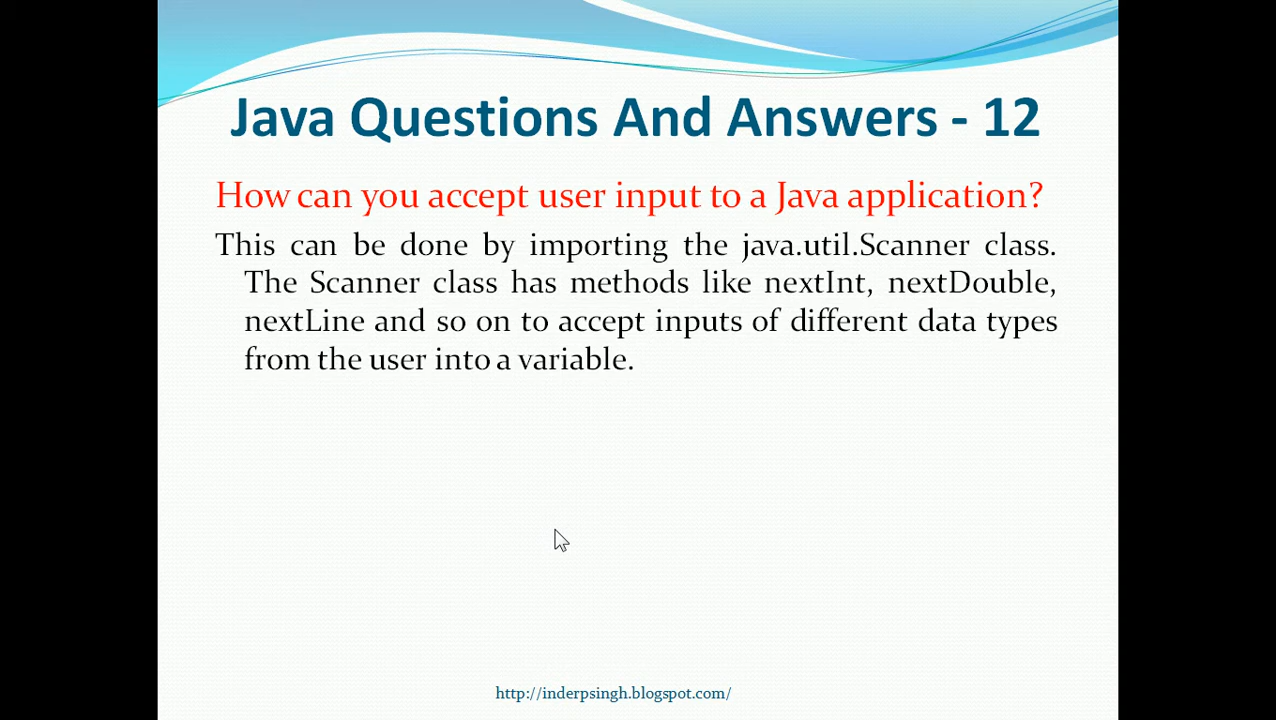 Java Questions And Answers - 12
How can you accept user input to a Java application?
This can be done by importing the java.util.Scanner class.
The Scanner class has methods like nextInt, nextDouble,
nextLine and so on to accept inputs of different data types
from the user into a variable.
http://inderpsingh.blogspot.com/